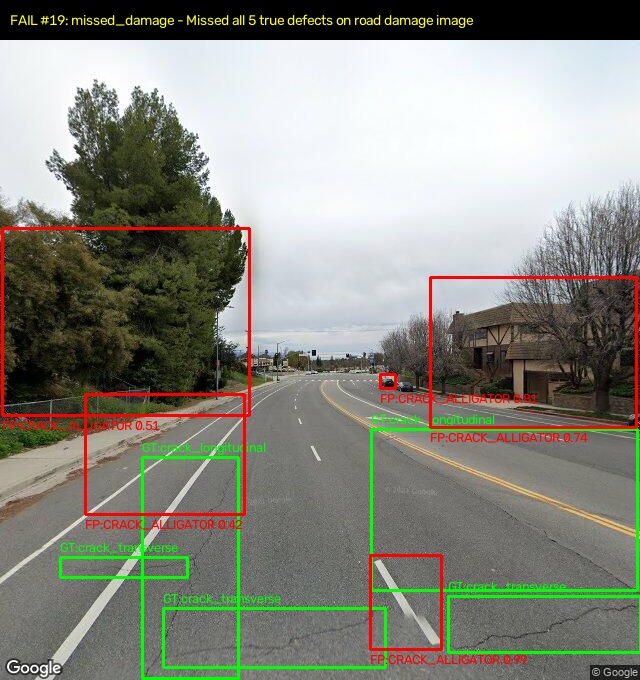 FAIL #19: missed_damage - Missed all 5 true defects on road damage image
FP:CRACK_ALLIGATOR 0.51
FP:CRACK_ALLIGATOR 0.74
GT:crack_longitudinal
GT:crack_longitudinal
© 2021 Google
FP:CRACK_ALLIGATOR 0.42
GT:crack_transverse
GT:crack_transverse
GT:crack_transverse
FP:CRACK_ALLIGATOR 0.99
Google
© Google